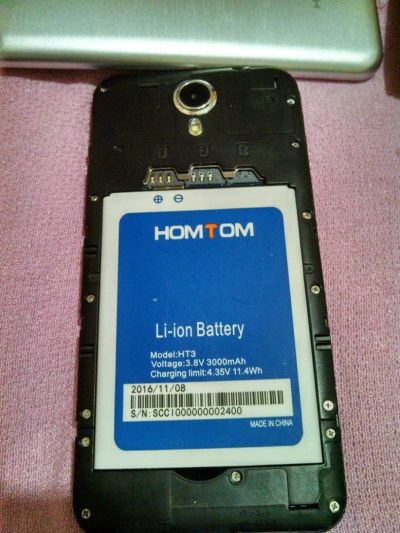 HOMTOM
Li-ion Battery
Model:HT3
Voltage:3.8V 3000mAh
Charging limit:4.35V 11.4Wh
2016/11/08
S/N:SCC1000000002400
MADE IN CHINA